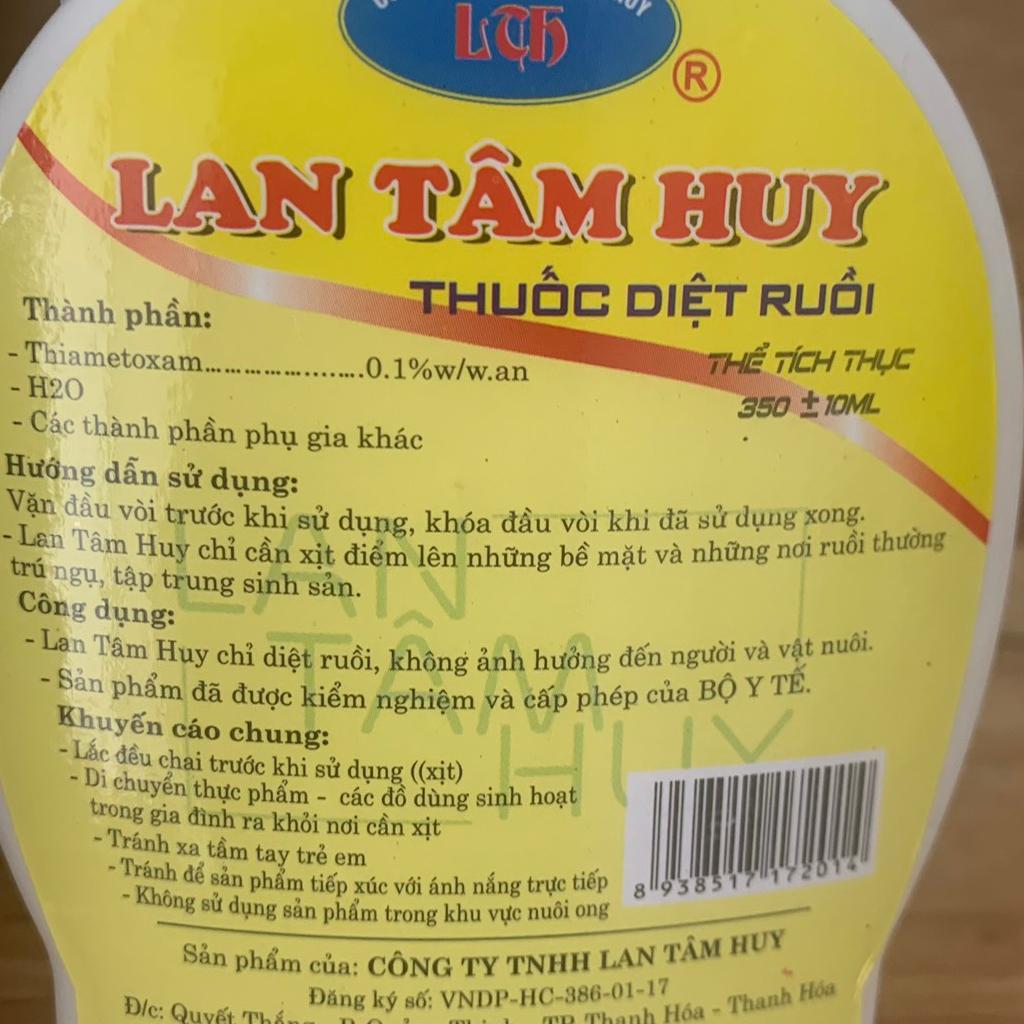 LTH
®
LAN TÂM HUY
THUỐC DIỆT RUỒI
Thành phần:
THỂ TÍCH THỰC
350 ± 10ML
- Thiametoxam....................0.1%w/w.an
- H2O
- Các thành phần phụ gia khác
Hướng dẫn sử dụng:
Vặn đầu vòi trước khi sử dụng, khóa đầu vòi khi đã sử dụng xong.
- Lan Tâm Huy chỉ cần xịt điểm lên những bề mặt và những nơi ruồi thường
trú ngụ, tập trung sinh sản.
Công dụng:
- Lan Tâm Huy chỉ diệt ruồi, không ảnh hưởng đến người và vật nuôi.
- Sản phẩm đã được kiểm nghiệm và cấp phép của BỘ Y TẾ.
Khuyến cáo chung:
- Lắc đều chai trước khi sử dụng ((xịt)
- Di chuyển thực phẩm - các đồ dùng sinh hoạt
trong gia đình ra khỏi nơi cần xịt
- Tránh xa tầm tay trẻ em
- Tránh để sản phẩm tiếp xúc với ánh nắng trực tiếp
- Không sử dụng sản phẩm trong khu vực nuôi ong
LAN
TÂM
HUY
8 938517 172014
Sản phẩm của: CÔNG TY TNHH LAN TÂM HUY
Đăng ký số: VNDP-HC-386-01-17
Đ/c: Quyết TP Thanh Hóa - Thanh Hóa